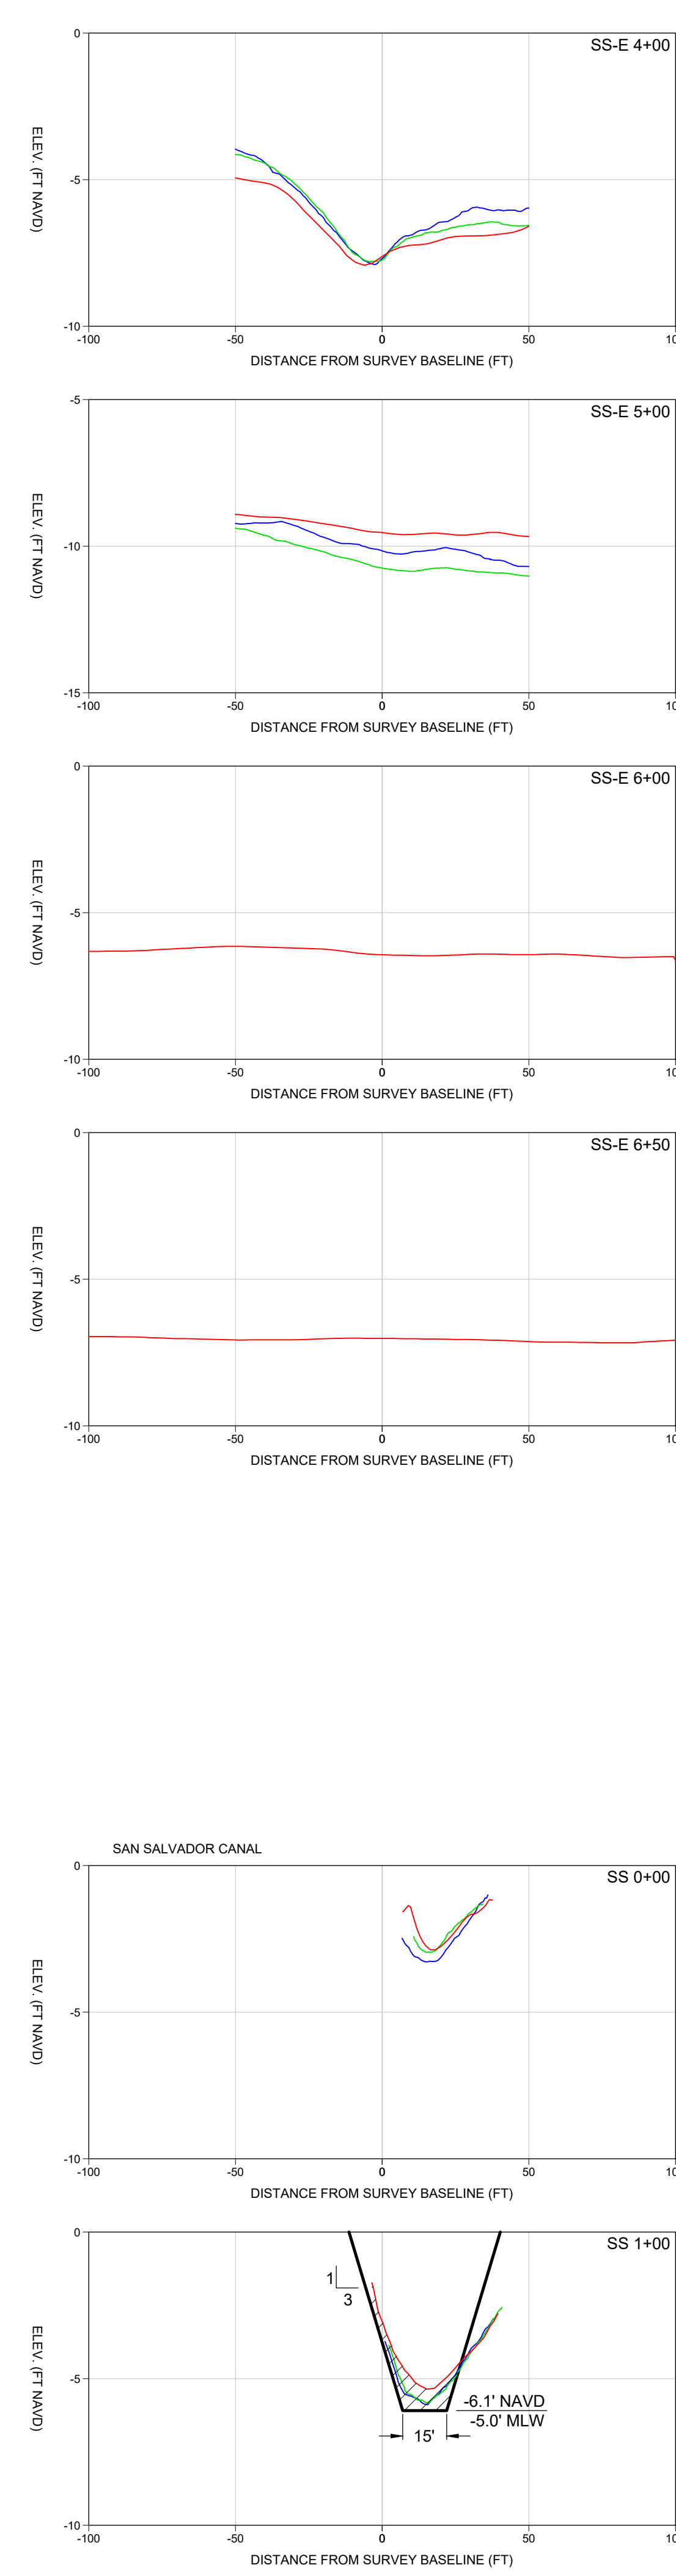 0
SS-E 4+00
ELEV. (FT NAVD)
-5
-10
-100 -50 0 50 10
DISTANCE FROM SURVEY BASELINE (FT)
-5
SS-E 5+00
ELEV. (FT NAVD)
-10
-15
-100 -50 0 50 10
DISTANCE FROM SURVEY BASELINE (FT)
0
SS-E 6+00
ELEV. (FT NAVD)
-5
-10
-100 -50 0 50 10
DISTANCE FROM SURVEY BASELINE (FT)
0
SS-E 6+50
ELEV. (FT NAVD)
-5
-10
-100 -50 0 50 10
DISTANCE FROM SURVEY BASELINE (FT)
SAN SALVADOR CANAL
0
SS 0+00
ELEV. (FT NAVD)
-5
-10
-100 -50 0 50 10
DISTANCE FROM SURVEY BASELINE (FT)
0
SS 1+00
1
3
ELEV. (FT NAVD)
-5
-6.1' NAVD
-5.0' MLW
15'
-10
-100 -50 0 50 10
DISTANCE FROM SURVEY BASELINE (FT)